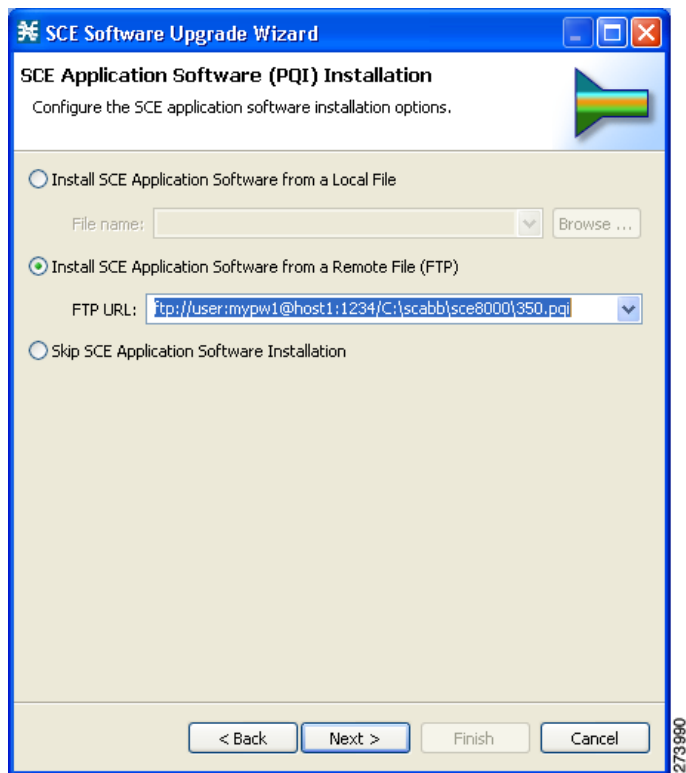 SCE Software Upgrade Wizard
SCE Application Software (PQI) Installation
Configure the SCE application software installation options.
Install SCE Application Software from a Local File
File name:
Browse ...
Install SCE Application Software from a Remote File (FTP)
FTP URL: ftp://user:mypw1@host1:1234/C:\scabb\sce8000\350.pqi
Skip SCE Application Software Installation
< Back
Next >
Finish
Cancel
273990